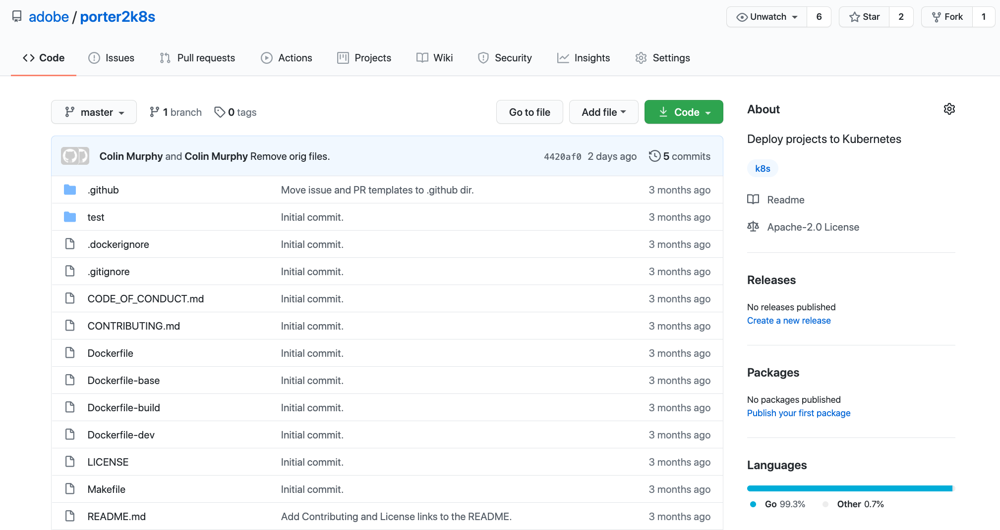 adobe / porter2k8s
Unwatch 6
Star 2
Fork 1
Code
Issues
Pull requests
Actions
Projects
Wiki
Security
Insights
Settings
master
1 branch
0 tags
Go to file
Add file
Code
Colin Murphy and Colin Murphy Remove orig files. 4420af0 2 days ago 5 commits
.github Move issue and PR templates to .github dir. 3 months ago
test Initial commit. 3 months ago
.dockerignore Initial commit. 3 months ago
.gitignore Initial commit. 3 months ago
CODE_OF_CONDUCT.md Initial commit. 3 months ago
CONTRIBUTING.md Initial commit. 3 months ago
Dockerfile Initial commit. 3 months ago
Dockerfile-base Initial commit. 3 months ago
Dockerfile-build Initial commit. 3 months ago
Dockerfile-dev Initial commit. 3 months ago
LICENSE Initial commit. 3 months ago
Makefile Initial commit. 3 months ago
README.md Add Contributing and License links to the README. 3 months ago
About
Deploy projects to Kubernetes
k8s
Readme
Apache-2.0 License
Releases
No releases published
Create a new release
Packages
No packages published
Publish your first package
Languages
Go 99.3% Other 0.7%